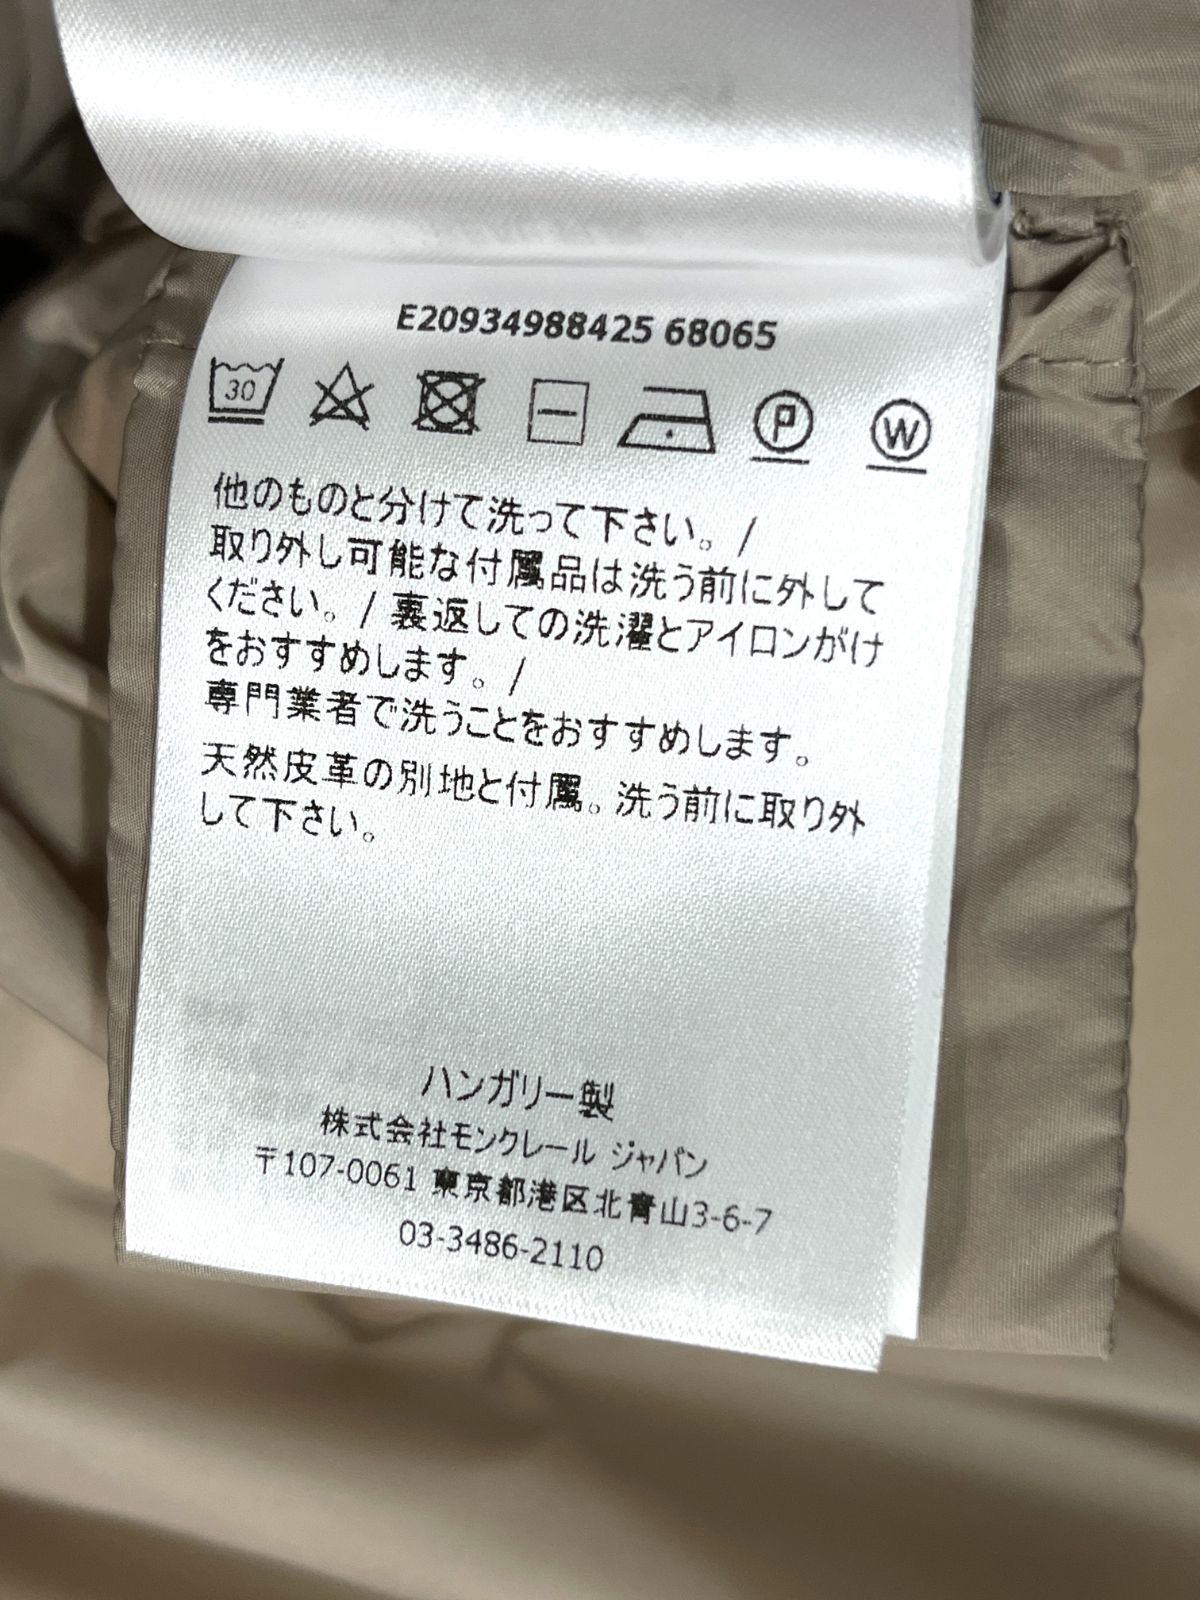 E20934988425 68065
30
P
W
他のものと分けて洗って下さい。/
取り外し可能な付属品は洗う前に外して
ください。/ 裏返しての洗濯とアイロンがけ
をおすすめします。/
専門業者で洗うことをおすすめします。
天然皮革の別地と付属。洗う前に取り外
して下さい。
ハンガリー製
株式会社モンクレール ジャパン
〒107-0061 東京都港区北青山3-6-7
03-3486-2110